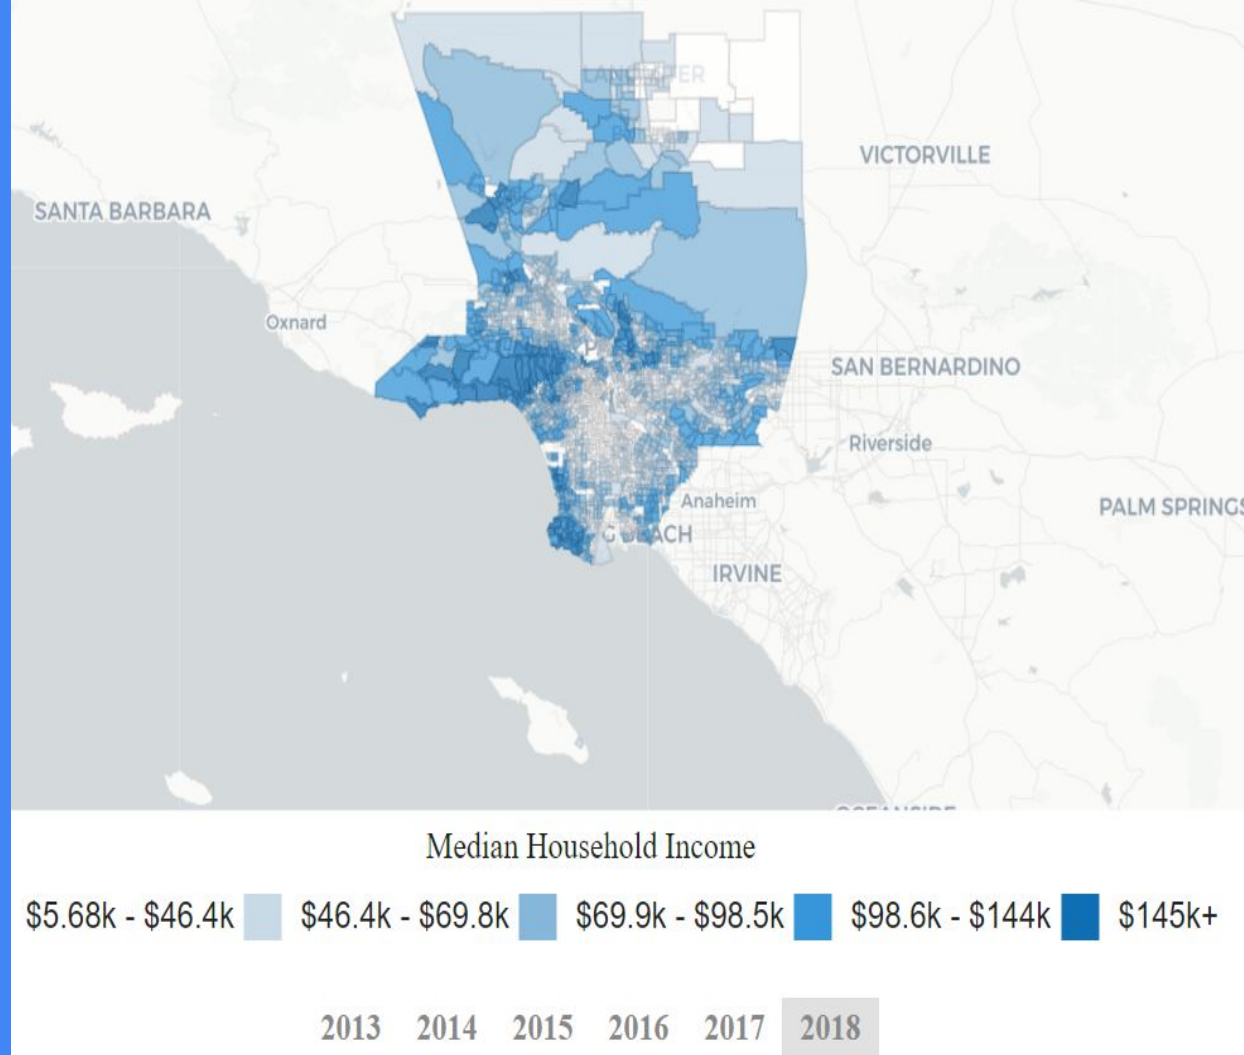 VICTORVILLE
SANTA BARBARA
Oxnard
SAN BERNARDINO
Riverside
Anaheim
PALM SPRINGS
IRVINE
Median Household Income
$5.68k - $46.4k $46.4k - $69.8k $69.9k - $98.5k $98.6k - $144k $145k+
2013 2014 2015 2016 2017 2018